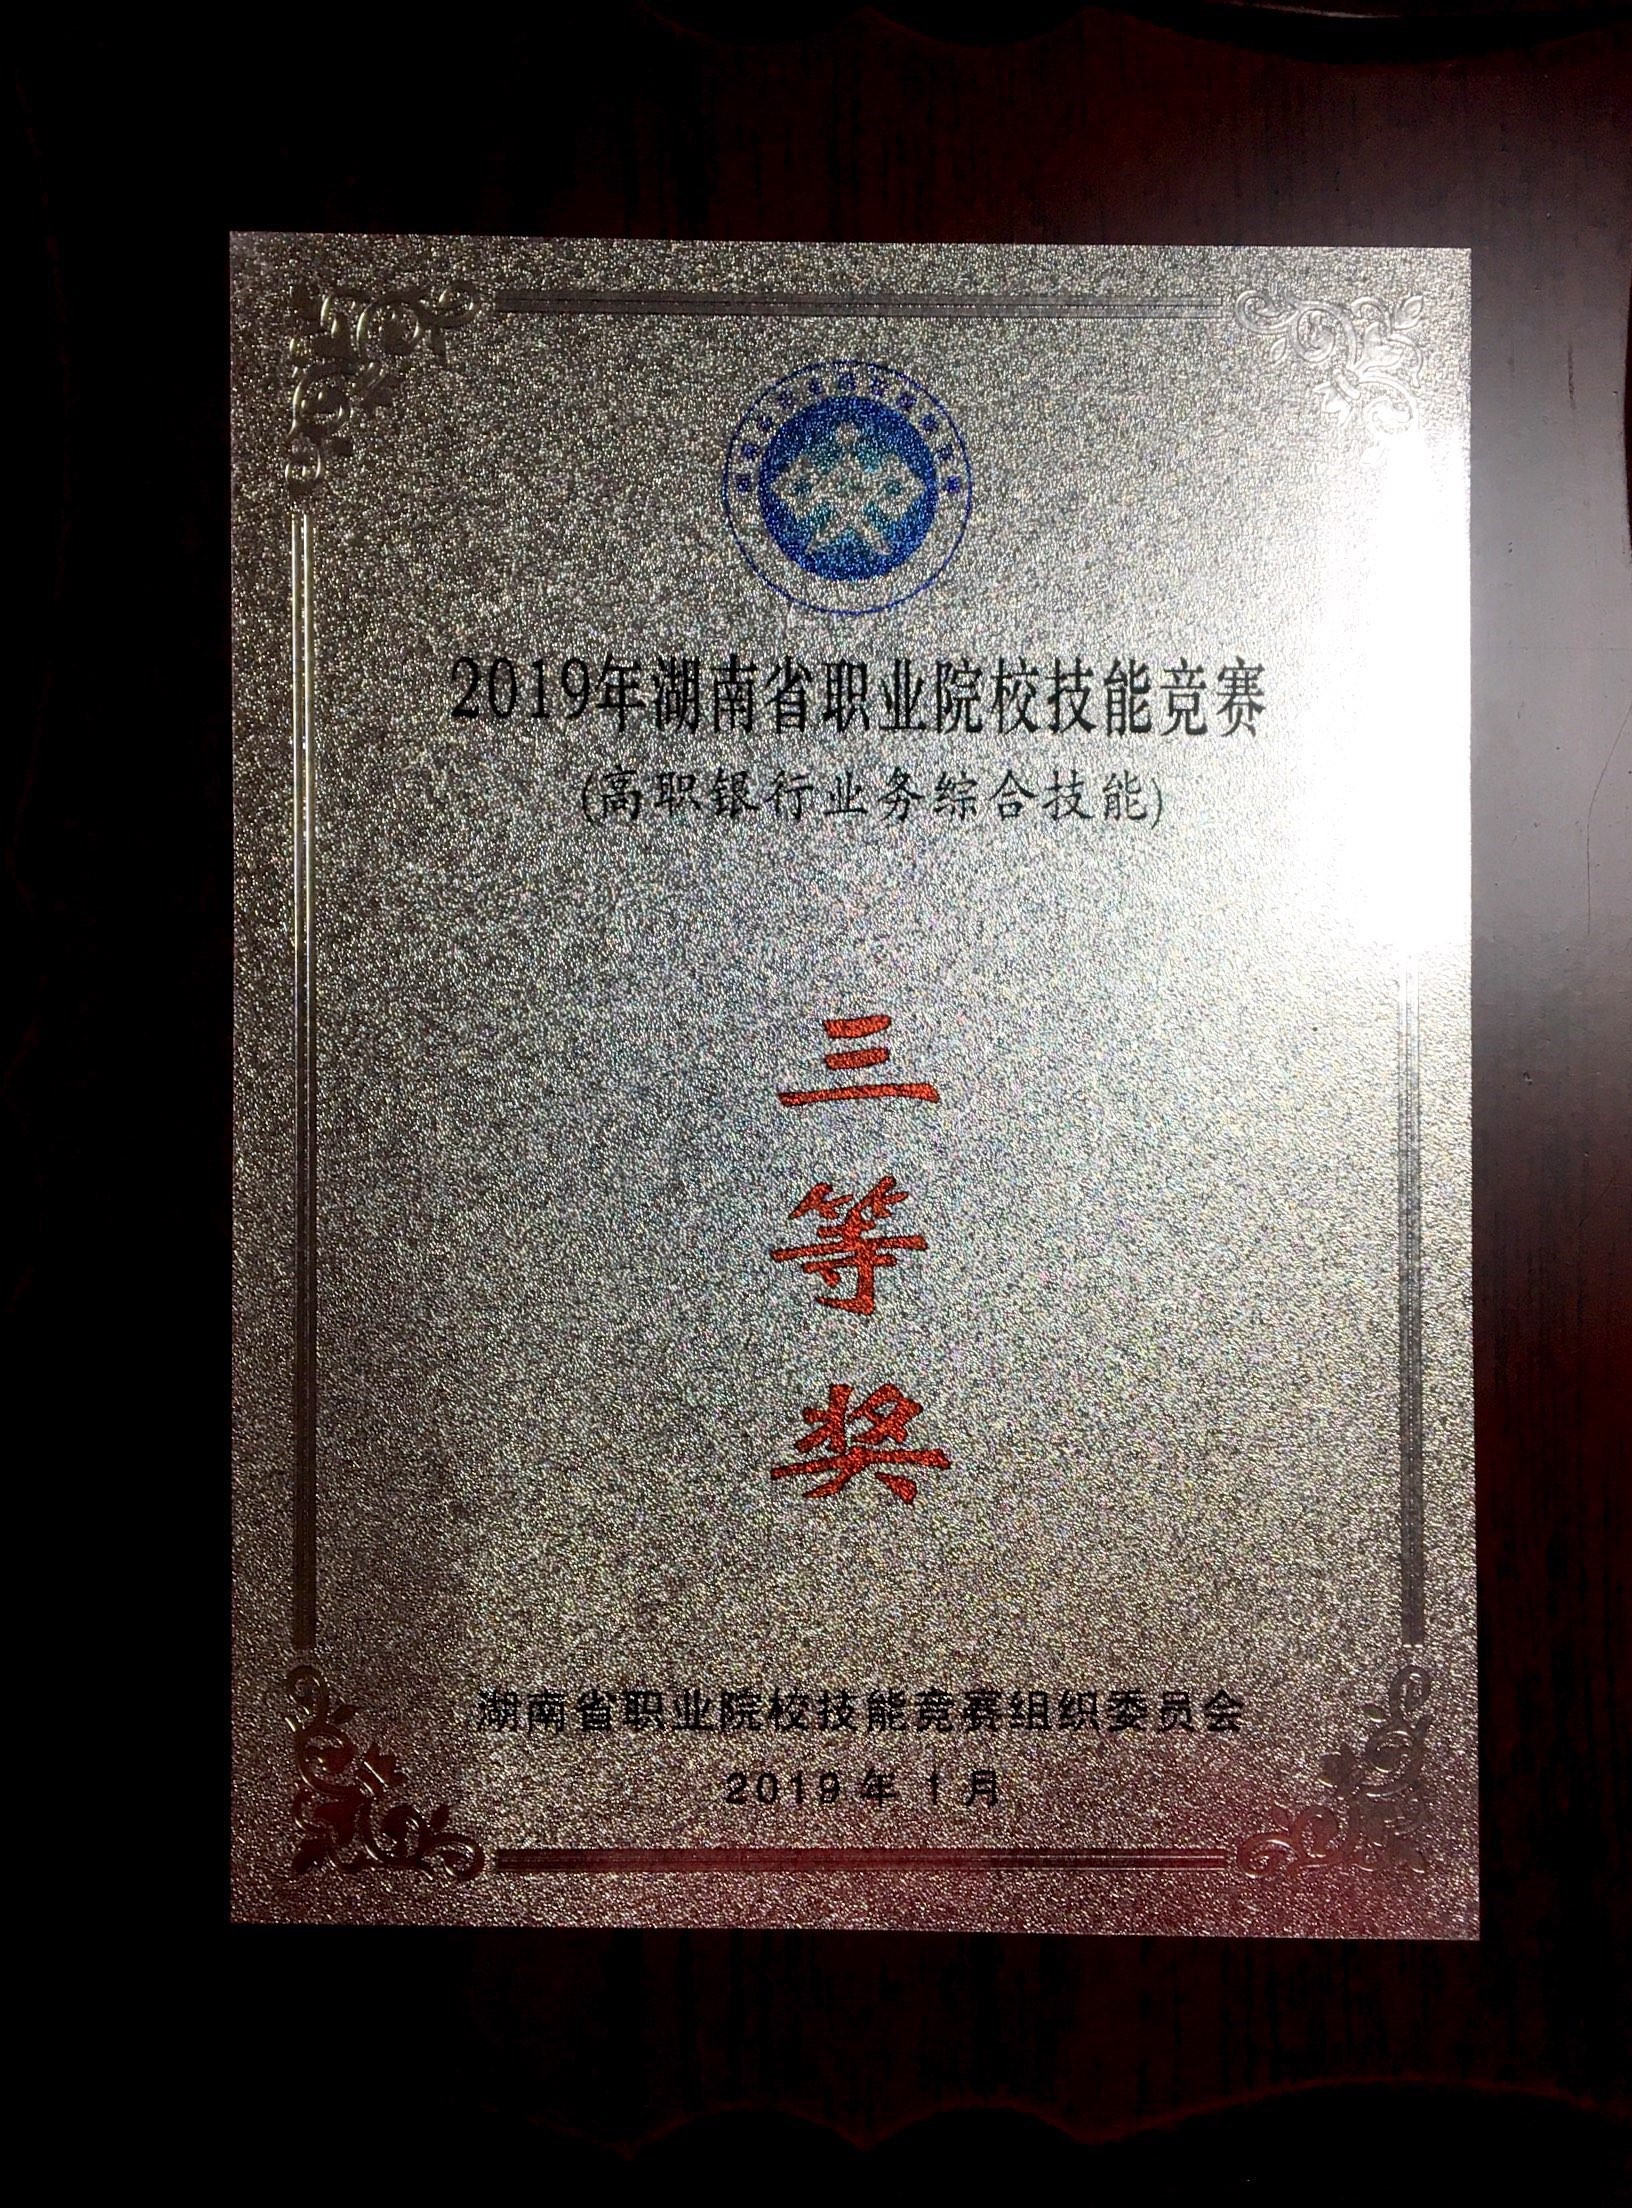 2019年湖南省职业院校技能竞赛
(高职银行业务综合技能)
三
等
奖
湖南省职业院校技能竞赛组织委员会
2019年1月